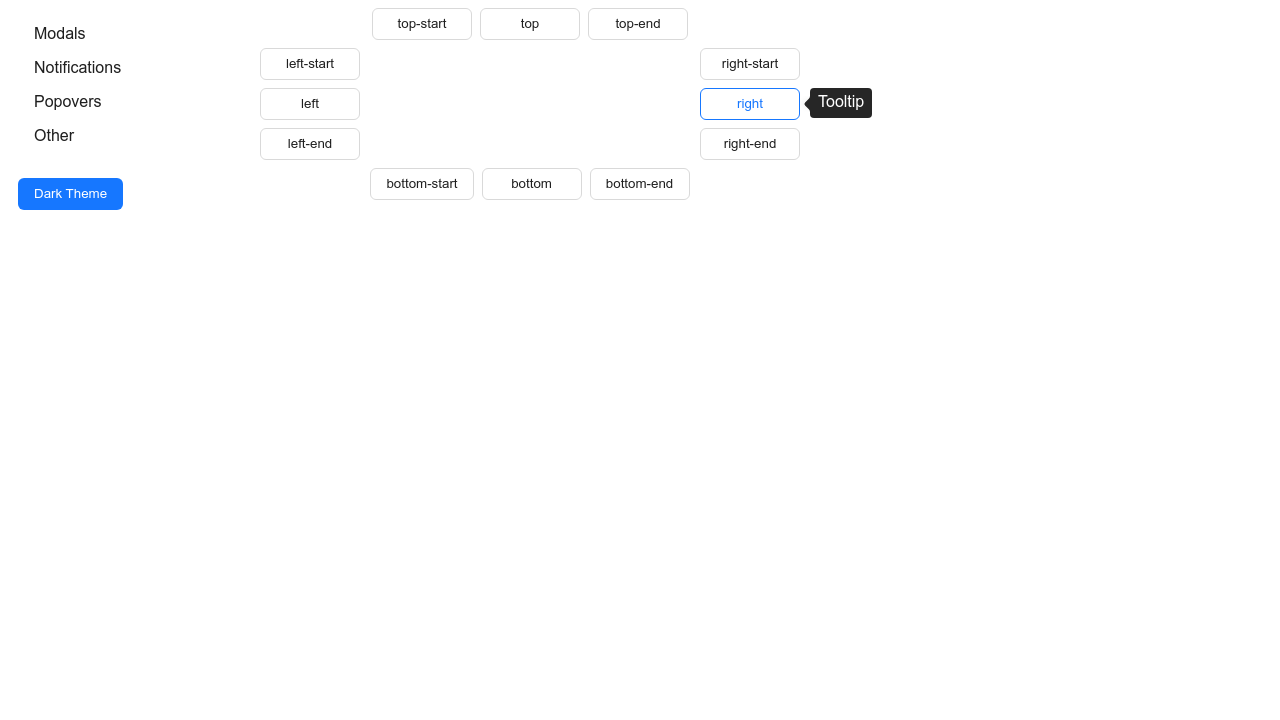 Modals
Notifications
Popovers
Other
Dark Theme
top-start top top-end
left-start right-start
left right Tooltip
left-end right-end
bottom-start bottom bottom-end